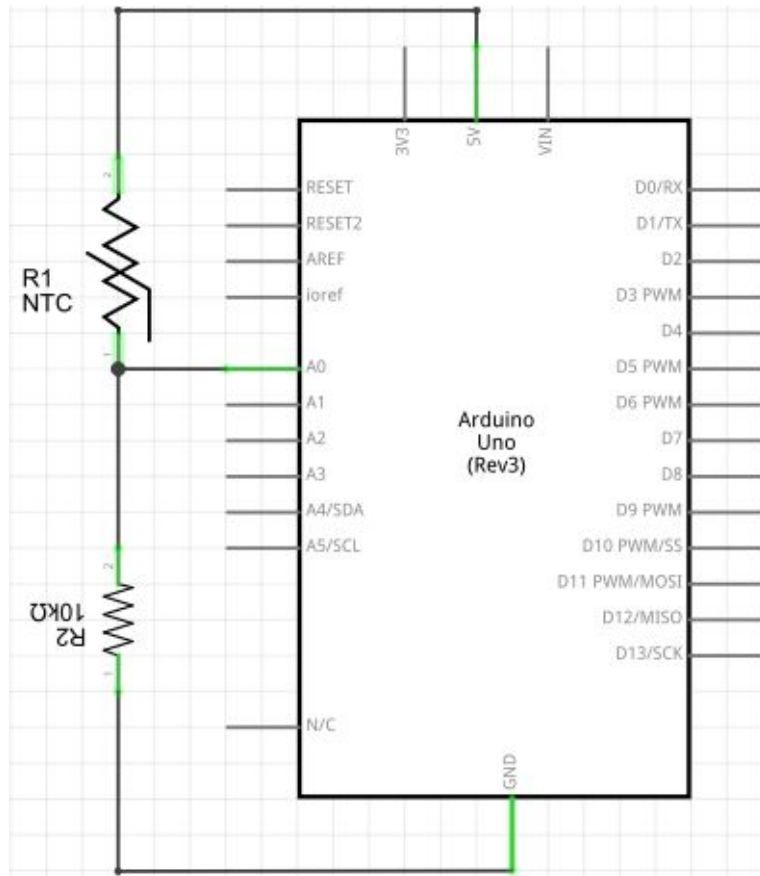 3V3
5V
VIN
RESET
RESET2
AREF
ioref
A0
A1
A2
A3
A4/SDA
A5/SCL
N/C
D0/RX
D1/TX
D2
D3 PWM
D4
D5 PWM
D6 PWM
D7
D8
D9 PWM
D10 PWM/SS
D11 PWM/MOSI
D12/MISO
D13/SCK
Arduino
Uno
(Rev3)
GND
2
R1
NTC
1
2
R2
10kΩ
1